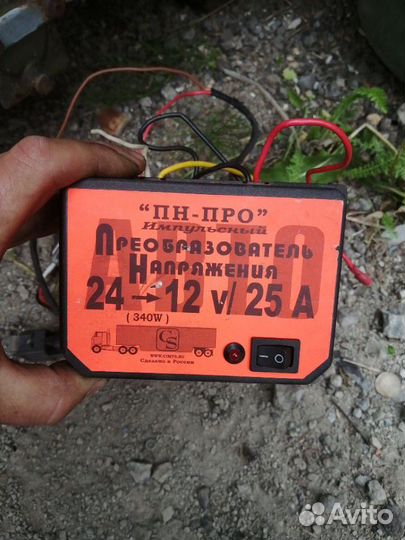 "ПН-ПРО"
Импульсный
Преобразователь
Напряжения
24 → 12 v/ 25 A
( 340W )
CS
Сделано в России
Avito